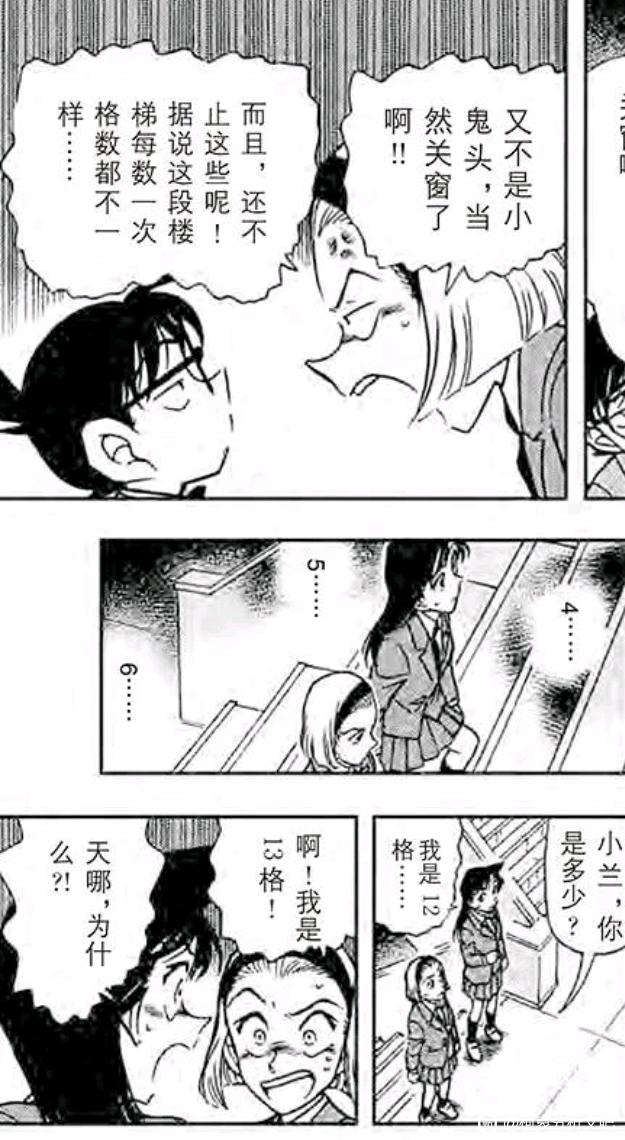 又不是小
鬼头，当
然关窗了
啊!!
而且，还不
止这些呢！
据说这段楼
梯每数一次
格数都不一
样……
4……
5……
6……
小兰，你
是多少？
我是12
格……
啊！我是
13格！
天哪，为什
么?!